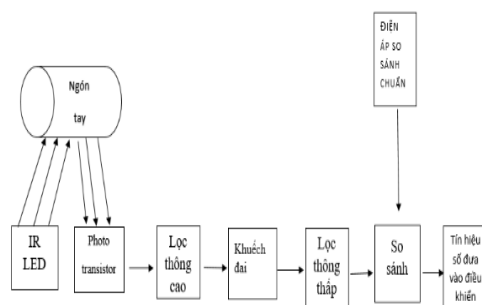 ĐIỆN
ÁP SO
SÁNH
CHUẨN
Ngón
tay
IR
LED
Photo
transistor
Lọc
thông
cao
Khuếch
đai
Lọc
thông
thấp
So
sánh
Tín hiệu
số đưa
vào điều
khiển